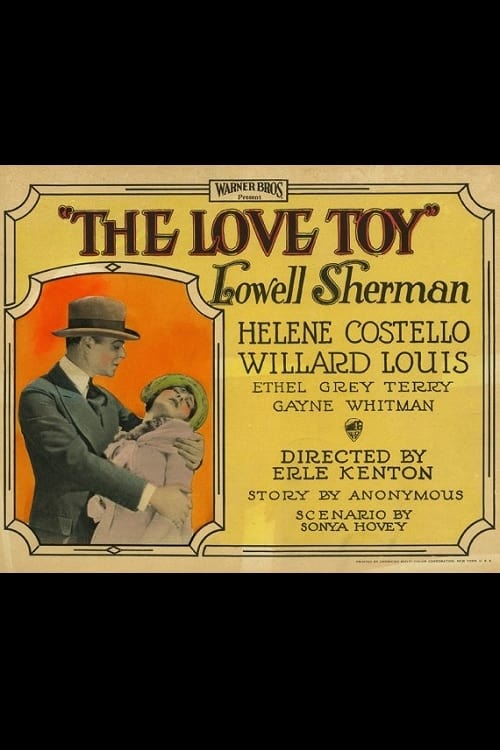 WARNER BROS.
Present
"THE LOVE TOY"
Lowell Sherman
HELENE COSTELLO
WILLARD LOUIS
ETHEL GREY TERRY
GAYNE WHITMAN
DIRECTED BY
ERLE KENTON
STORY BY ANONYMOUS
SCENARIO BY
SONYA HOVEY